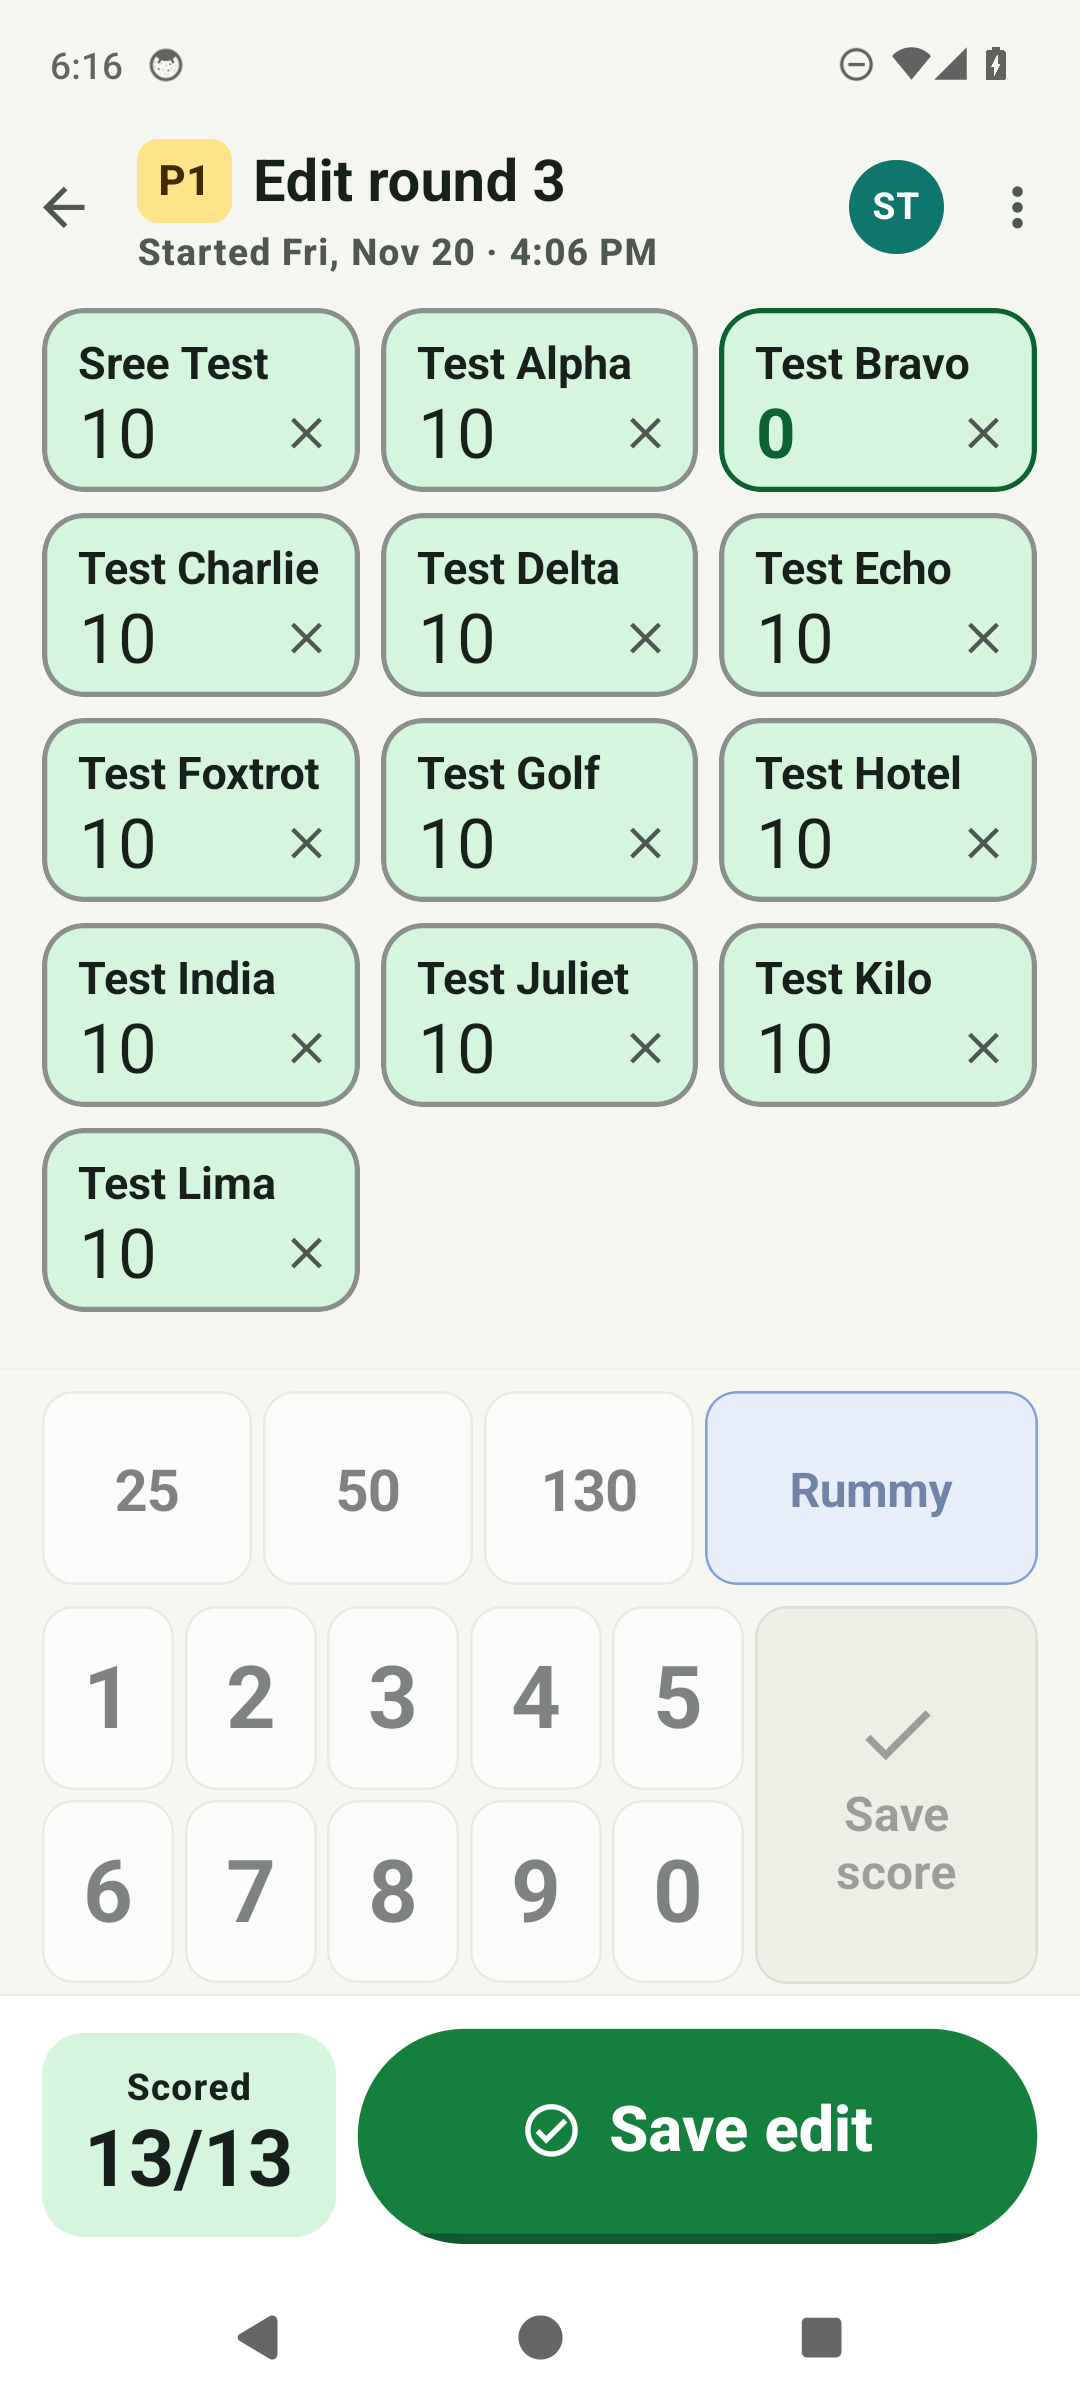 6:16
P1 Edit round 3
Started Fri, Nov 20 · 4:06 PM
ST
Sree Test
10
Test Alpha
10
Test Bravo
0
Test Charlie
10
Test Delta
10
Test Echo
10
Test Foxtrot
10
Test Golf
10
Test Hotel
10
Test India
10
Test Juliet
10
Test Kilo
10
Test Lima
10
25 50 130 Rummy
1 2 3 4 5
6 7 8 9 0
Save
score
Scored
13/13
Save edit